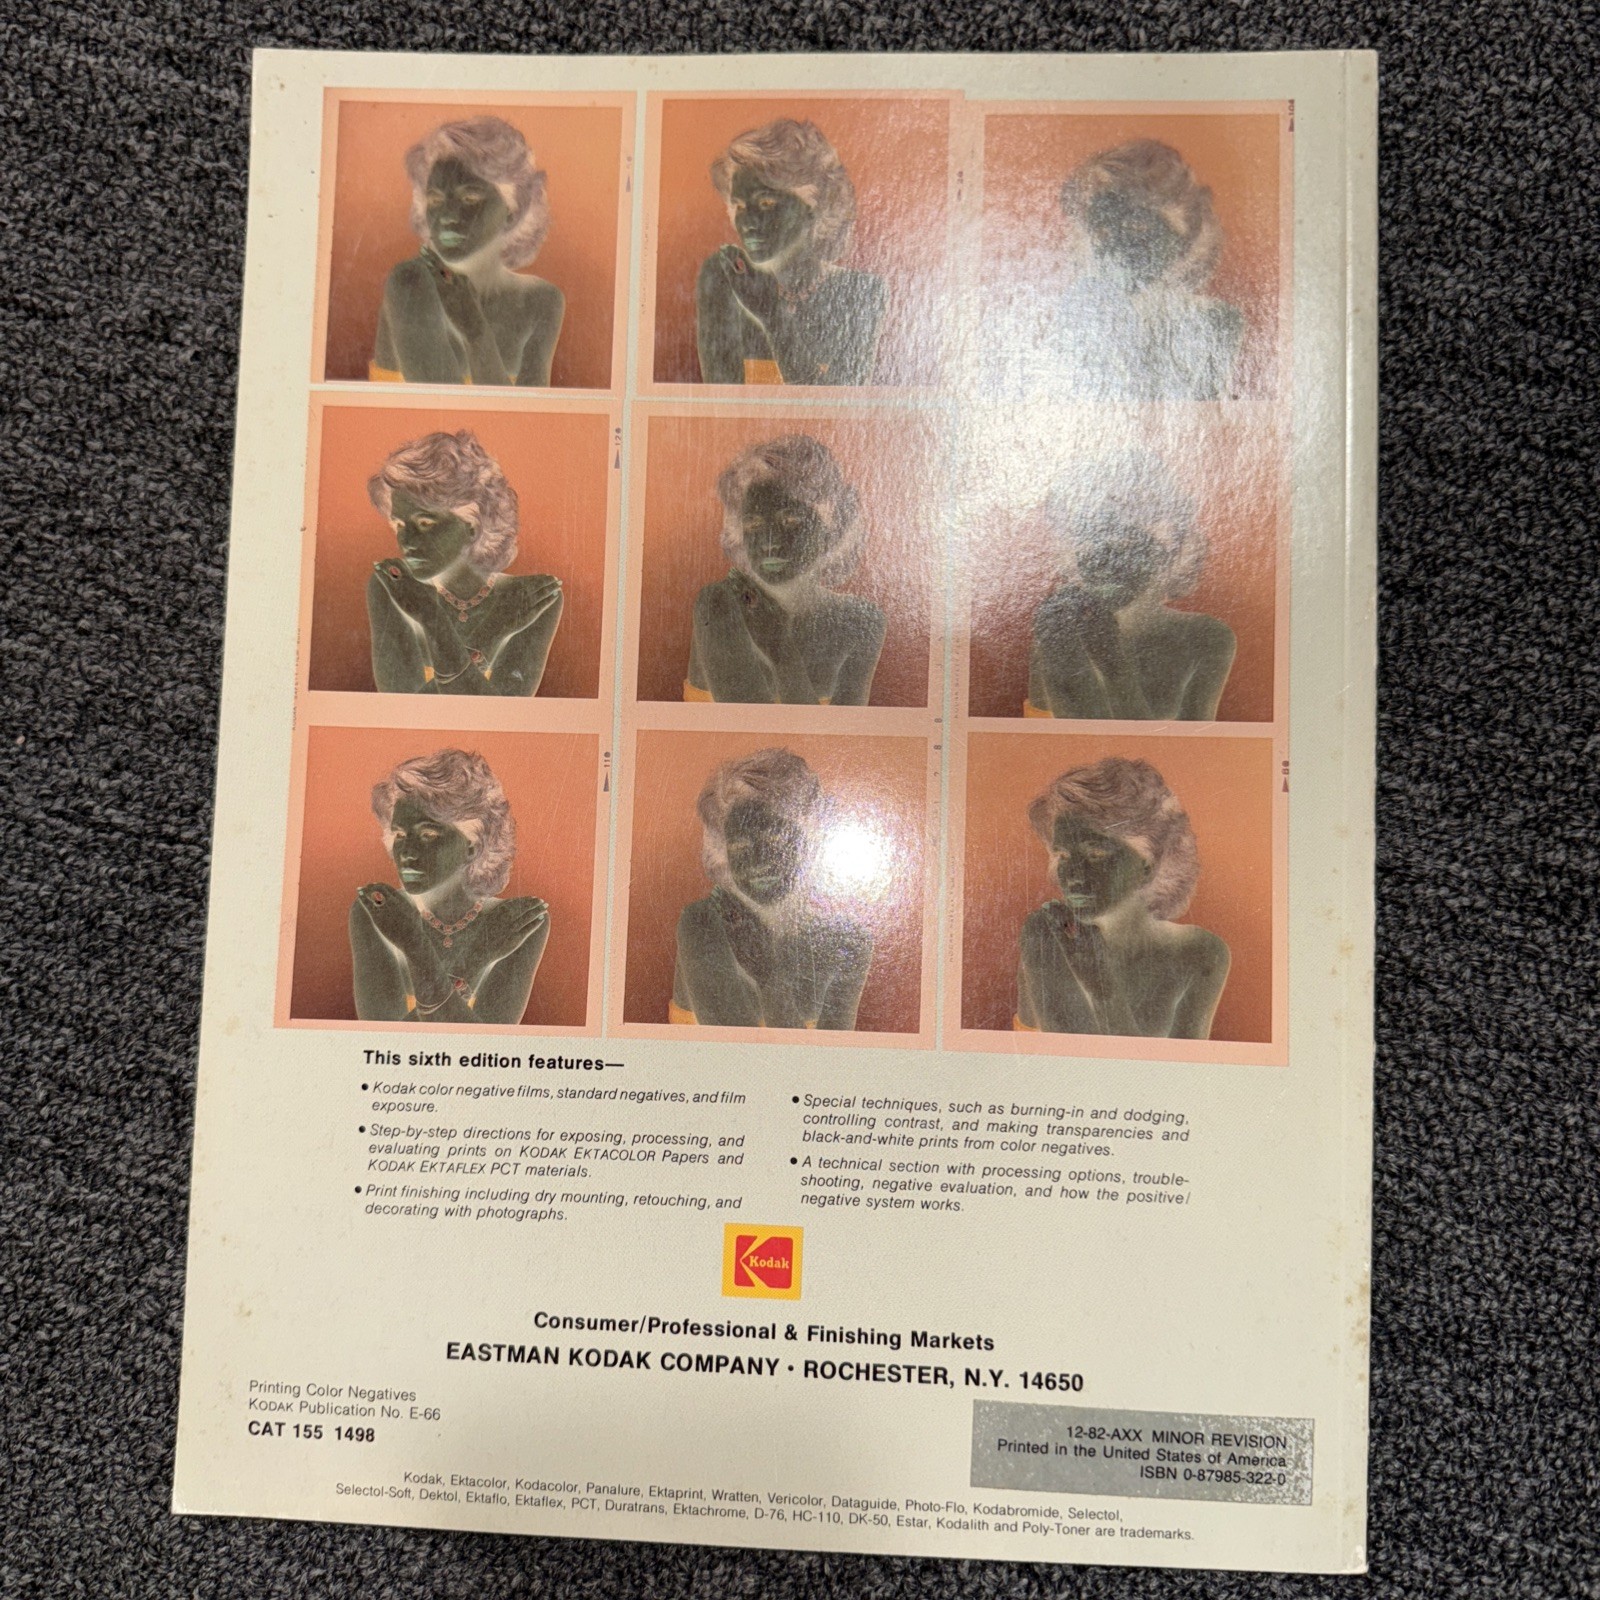 10A
12
11
8
This sixth edition features—
• Kodak color negative films, standard negatives, and film
exposure.
• Step-by-step directions for exposing, processing, and
evaluating prints on KODAK EKTACOLOR Papers and
KODAK EKTAFLEX PCT materials.
• Print finishing including dry mounting, retouching, and
decorating with photographs.
• Special techniques, such as burning-in and dodging,
controlling contrast, and making transparencies and
black-and-white prints from color negatives.
• A technical section with processing options, trouble-
shooting, negative evaluation, and how the positive/
negative system works.
Kodak
Consumer/Professional & Finishing Markets
EASTMAN KODAK COMPANY • ROCHESTER, N.Y. 14650
Printing Color Negatives
KODAK Publication No. E-66
CAT 155 1498
12-82-AXX MINOR REVISION
Printed in the United States of America
ISBN 0-87985-322-0
Kodak, Ektacolor, Kodacolor, Panalure, Ektaprint, Wratten, Vericolor, Dataguide, Photo-Flo, Kodabromide, Selectol,
Selectol-Soft, Dektol, Ektaflo, Ektaflex, PCT, Duratrans, Ektachrome, D-76, HC-110, DK-50, Estar, Kodalith and Poly-Toner are trademarks.